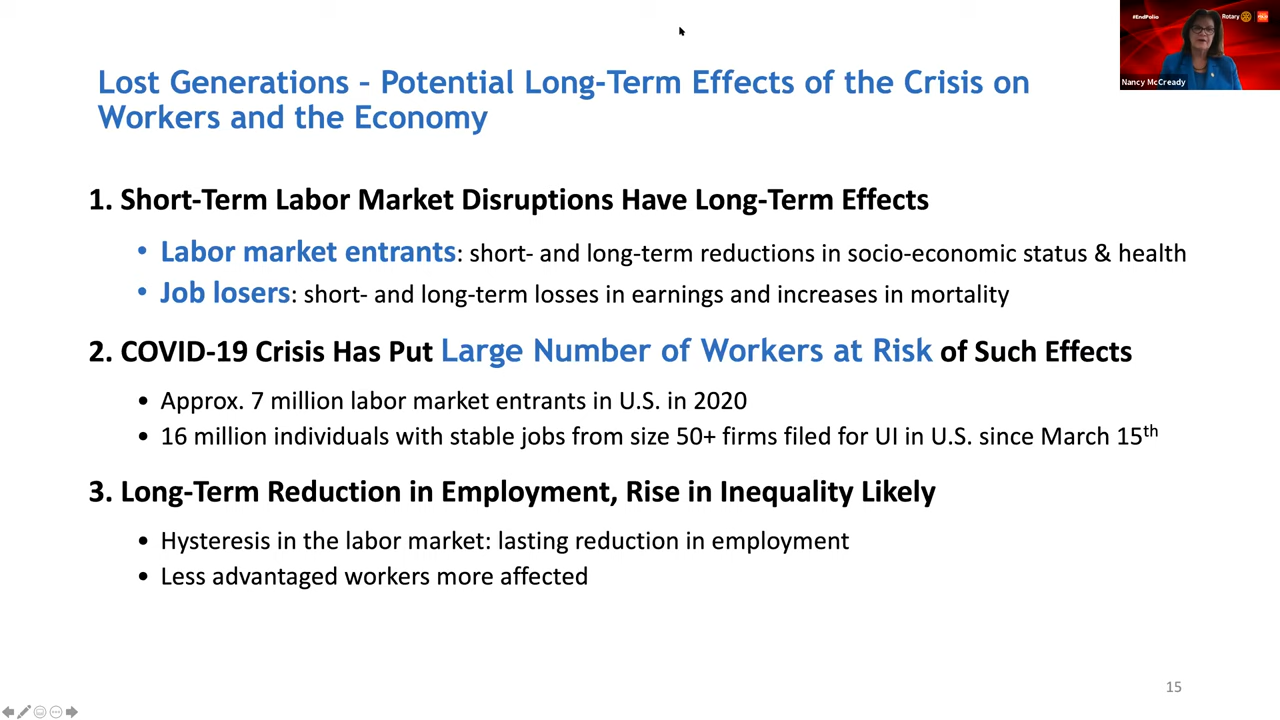 #EndPolio
Rotary
Nancy McCready
Lost Generations – Potential Long-Term Effects of the Crisis on
Workers and the Economy
1. Short-Term Labor Market Disruptions Have Long-Term Effects
• Labor market entrants: short- and long-term reductions in socio-economic status & health
• Job losers: short- and long-term losses in earnings and increases in mortality
2. COVID-19 Crisis Has Put Large Number of Workers at Risk of Such Effects
• Approx. 7 million labor market entrants in U.S. in 2020
• 16 million individuals with stable jobs from size 50+ firms filed for UI in U.S. since March 15th
3. Long-Term Reduction in Employment, Rise in Inequality Likely
• Hysteresis in the labor market: lasting reduction in employment
• Less advantaged workers more affected
15